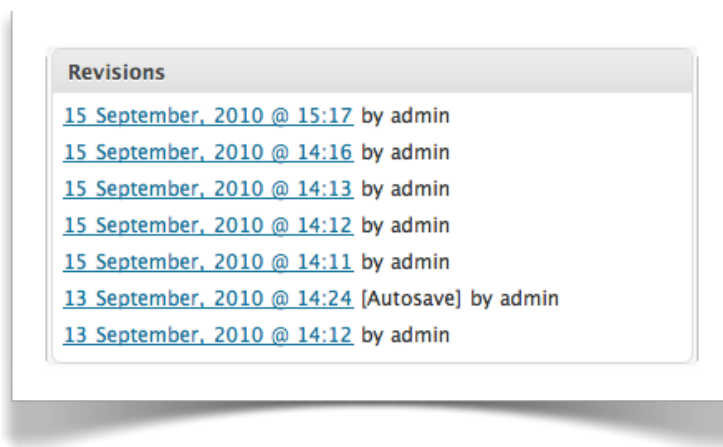 Revisions
15 September, 2010 @ 15:17 by admin
15 September, 2010 @ 14:16 by admin
15 September, 2010 @ 14:13 by admin
15 September, 2010 @ 14:12 by admin
15 September, 2010 @ 14:11 by admin
13 September, 2010 @ 14:24 [Autosave] by admin
13 September, 2010 @ 14:12 by admin